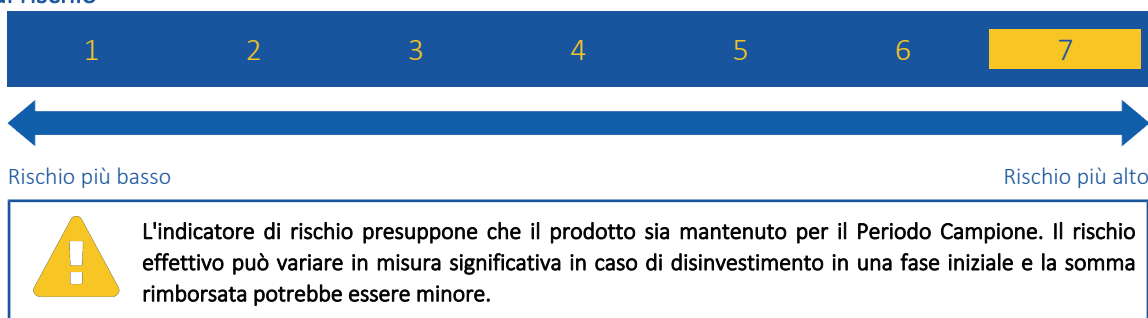 di rischio
1 2 3 4 5 6 7
Rischio più basso Rischio più alto
L'indicatore di rischio presuppone che il prodotto sia mantenuto per il Periodo Campione. Il rischio
effettivo può variare in misura significativa in caso di disinvestimento in una fase iniziale e la somma
rimborsata potrebbe essere minore.